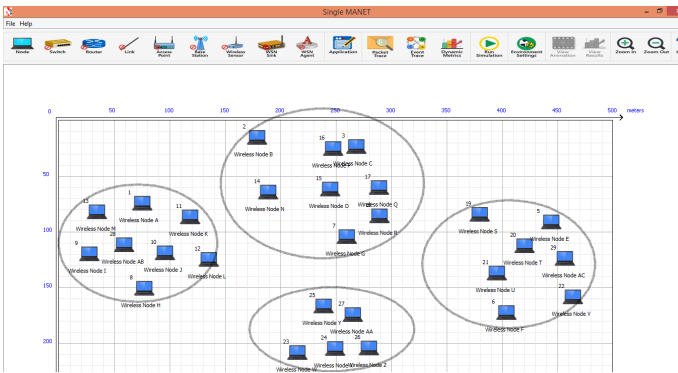 Single MANET
File Help
Node Switch Router Link Access Point Base Station Wireless Sensor WSN Sink WSN Agent Application Packet Trace Event Trace Dynamic Metrics Run Simulation Environment Settings View Animation View Results Zoom In Zoom Out
0 50 100 150 200 250 300 350 400 450 500 meters
2
Wireless Node B
16
3
Wireless Node C
14
Wireless Node N
15
Wireless Node O
17
Wireless Node Q
Wireless Node R
7
Wireless Node G
50
13
Wireless Node M
1
Wireless Node A
11
Wireless Node K
100
9
Wireless Node I
28
Wireless Node AB
10
Wireless Node J
12
Wireless Node L
8
Wireless Node H
19
Wireless Node S
5
Wireless Node E
20
Wireless Node T
29
Wireless Node AC
21
Wireless Node U
22
Wireless Node V
6
Wireless Node F
150
25
Wireless Node Y
27
Wireless Node AA
200
23
Wireless Node W
24
Wireless Node
26
Wireless Node Z